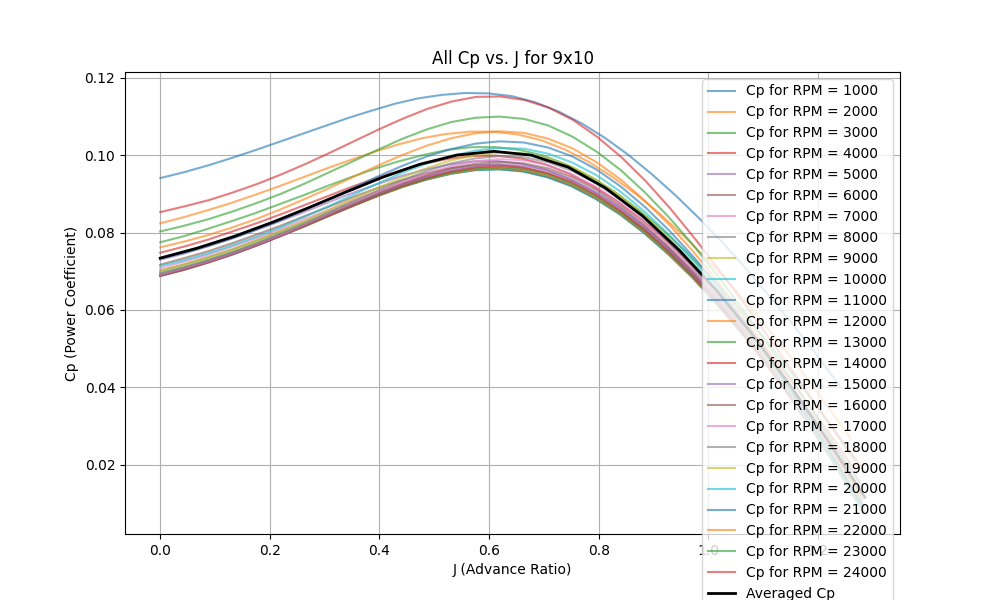 All Cp vs. J for 9x10
Cp (Power Coefficient)
0.12
0.10
0.08
0.06
0.04
0.02
0.0
0.2
0.4
0.6
0.8
1.0
J (Advance Ratio)
Cp for RPM = 1000
Cp for RPM = 2000
Cp for RPM = 3000
Cp for RPM = 4000
Cp for RPM = 5000
Cp for RPM = 6000
Cp for RPM = 7000
Cp for RPM = 8000
Cp for RPM = 9000
Cp for RPM = 10000
Cp for RPM = 11000
Cp for RPM = 12000
Cp for RPM = 13000
Cp for RPM = 14000
Cp for RPM = 15000
Cp for RPM = 16000
Cp for RPM = 17000
Cp for RPM = 18000
Cp for RPM = 19000
Cp for RPM = 20000
Cp for RPM = 21000
Cp for RPM = 22000
Cp for RPM = 23000
Cp for RPM = 24000
Averaged Cp